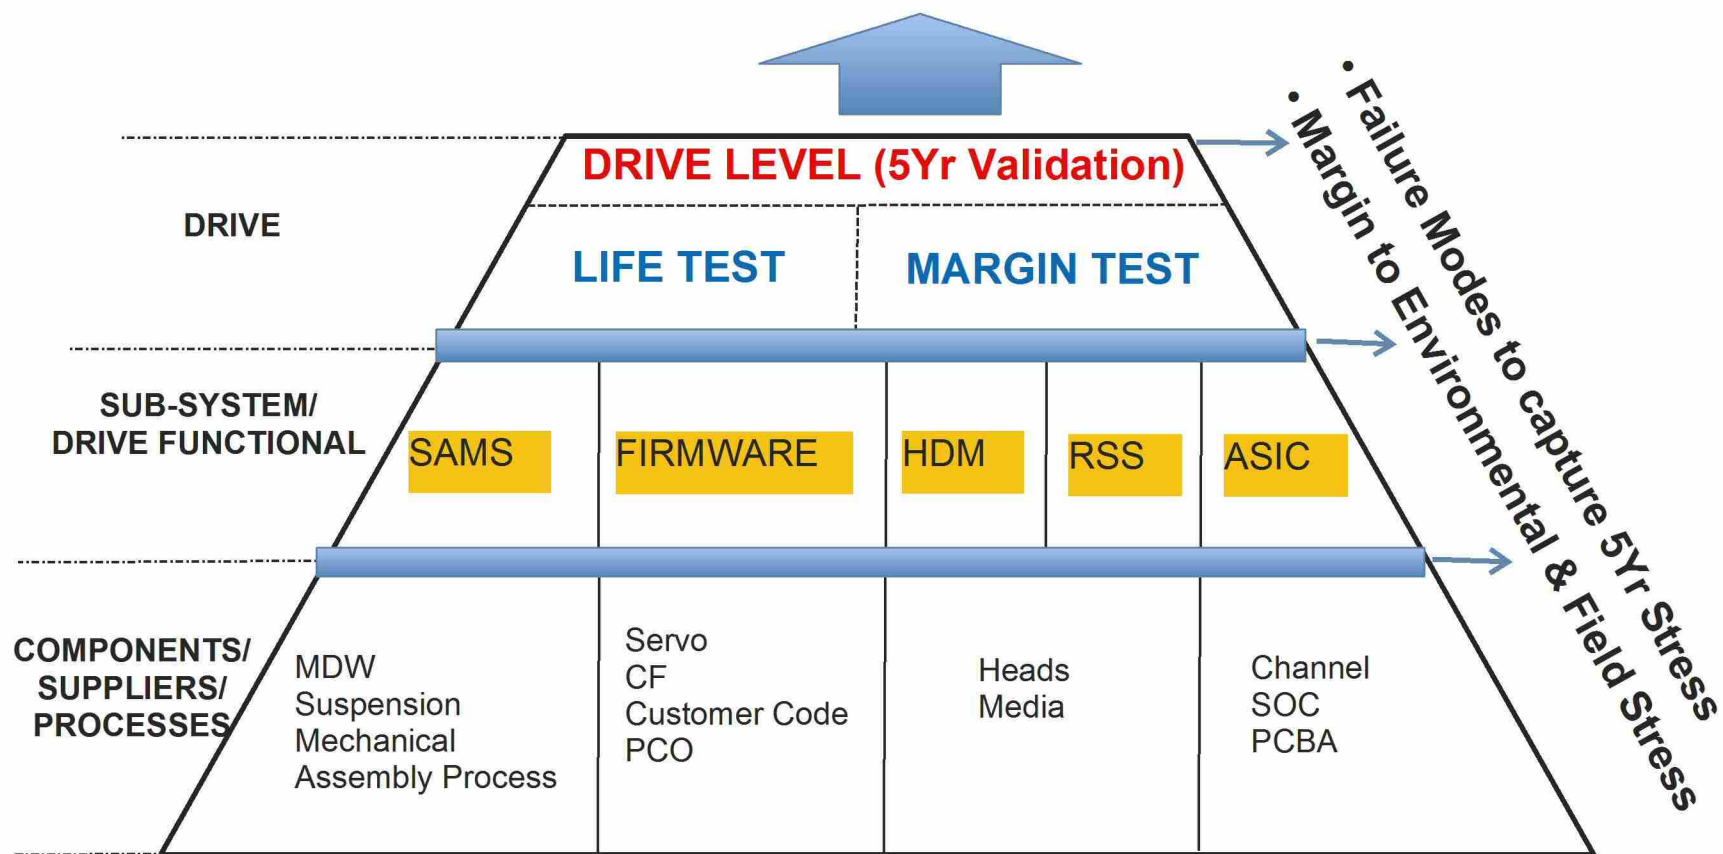 DRIVE LEVEL (5Yr Validation)
DRIVE
LIFE TEST
MARGIN TEST
• Failure Modes to capture 5Yr Stress
• Margin to Environmental & Field Stress
SUB-SYSTEM/
DRIVE FUNCTIONAL
SAMS
FIRMWARE
HDM
RSS
ASIC
COMPONENTS/
SUPPLIERS/
PROCESSES
MDW
Suspension
Mechanical
Assembly Process
Servo
CF
Customer Code
PCO
Heads
Media
Channel
SOC
PCBA